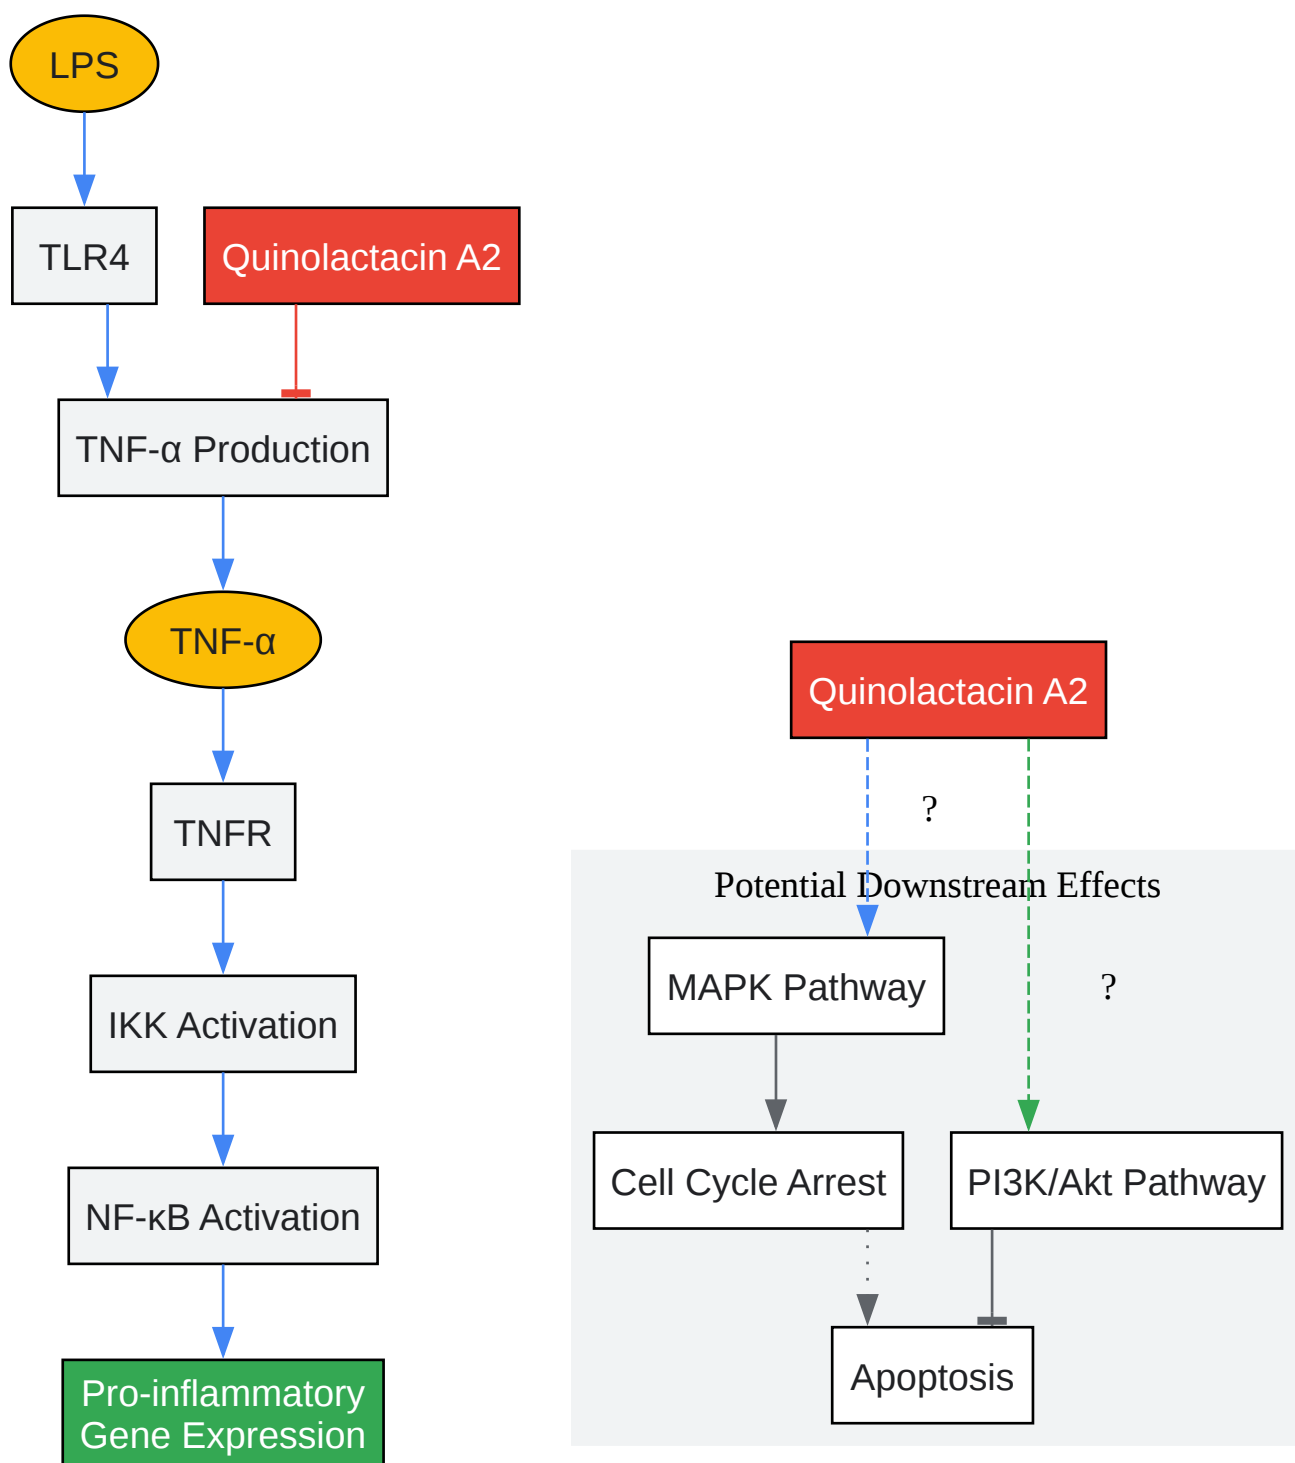 LPS
TLR4
Quinolactacin A2
TNF-α Production
TNF-α
TNFR
IKK Activation
NF-κB Activation
Pro-inflammatory
Gene Expression
Quinolactacin A2
?
Potential Downstream Effects
MAPK Pathway
?
Cell Cycle Arrest
PI3K/Akt Pathway
Apoptosis